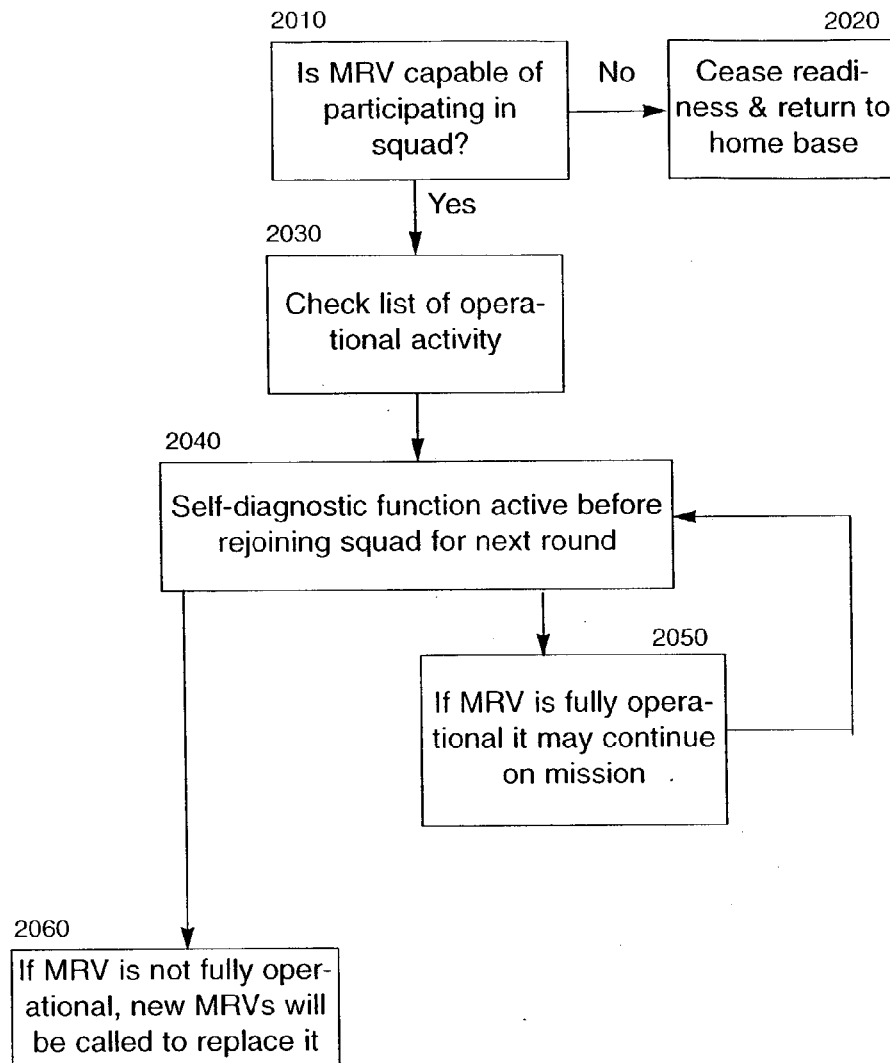 2010
Is MRV capable of
participating in
squad?
No
2020
Cease readi-
ness & return to
home base
Yes
2030
Check list of opera-
tional activity
2040
Self-diagnostic function active before
rejoining squad for next round
2050
If MRV is fully opera-
tional it may continue
on mission
2060
If MRV is not fully oper-
ational, new MRVs will
be called to replace it